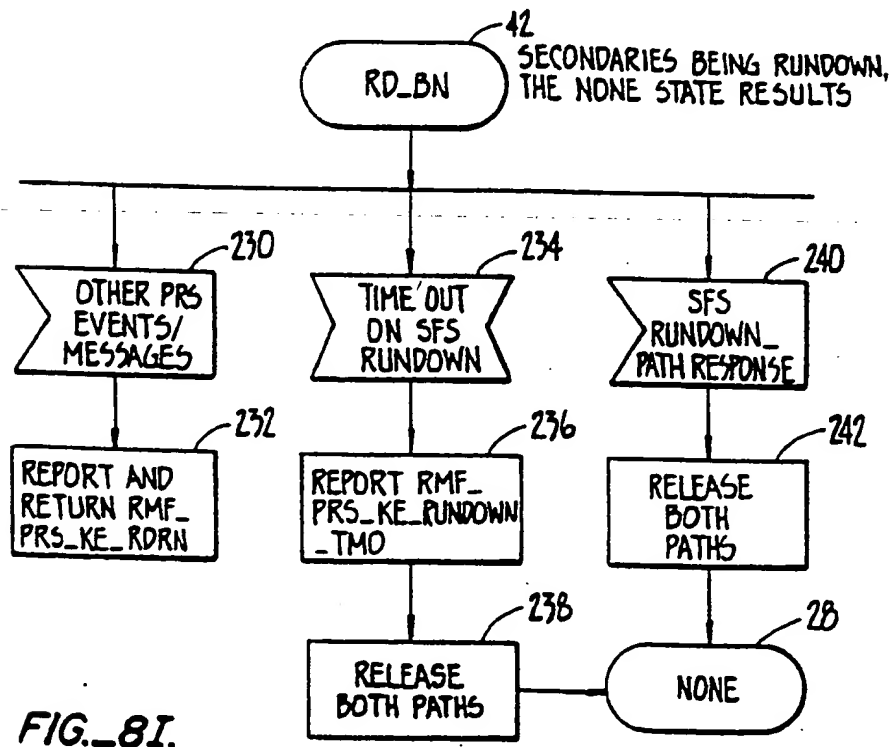 42
SECONDARIES BEING RUNDOWN,
THE NONE STATE RESULTS
RD_BN
230
OTHER PRS
EVENTS/
MESSAGES
234
TIME OUT
ON SFS
RUNDOWN
240
SFS
RUNDOWN_
PATH RESPONSE
232
REPORT AND
RETURN RMF_
PRS_KE_RDRN
236
REPORT RMF_
PRS_KE_RUNDOWN
_TMO
242
RELEASE
BOTH
PATHS
238
RELEASE
BOTH PATHS
28
NONE
FIG._8I.